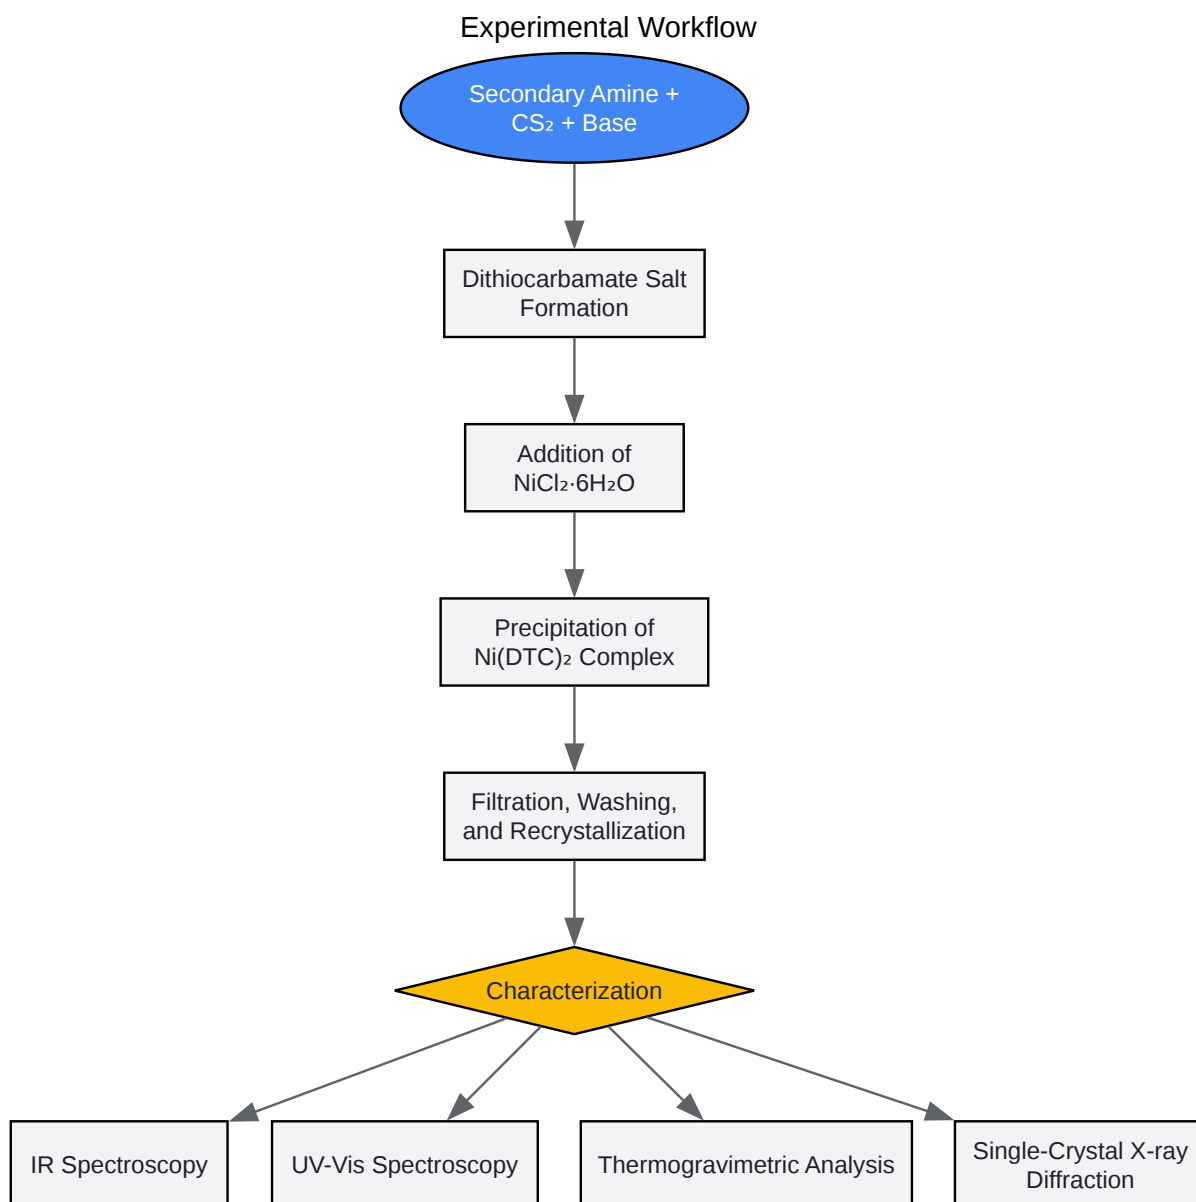 Experimental Workflow
Secondary Amine +
CS₂ + Base
Dithiocarbamate Salt
Formation
Addition of
NiCl₂·6H₂O
Precipitation of
Ni(DTC)₂ Complex
Filtration, Washing,
and Recrystallization
Characterization
IR Spectroscopy
UV-Vis Spectroscopy
Thermogravimetric Analysis
Single-Crystal X-ray
Diffraction